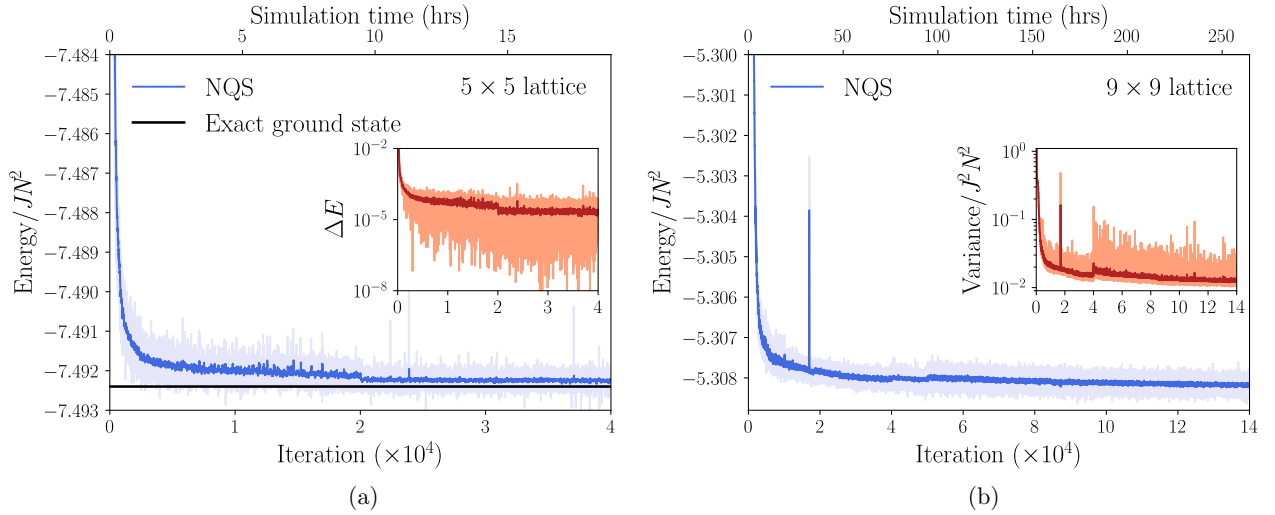 Simulation time (hrs)
0 5 10 15
−7.484
−7.485
−7.486
−7.487
−7.488
−7.489
−7.490
−7.491
−7.492
−7.493
Energy/JN²
NQS
Exact ground state
5 × 5 lattice
10⁻²
10⁻⁵
10⁻⁸
ΔE
0 1 2 3 4
0 1 2 3 4
Iteration (×10⁴)
(a)
Simulation time (hrs)
0 50 100 150 200 250
−5.300
−5.301
−5.302
−5.303
−5.304
−5.305
−5.306
−5.307
−5.308
Energy/JN²
NQS
9 × 9 lattice
10⁰
10⁻¹
10⁻²
Variance/J²N²
0 2 4 6 8 10 12 14
0 2 4 6 8 10 12 14
Iteration (×10⁴)
(b)